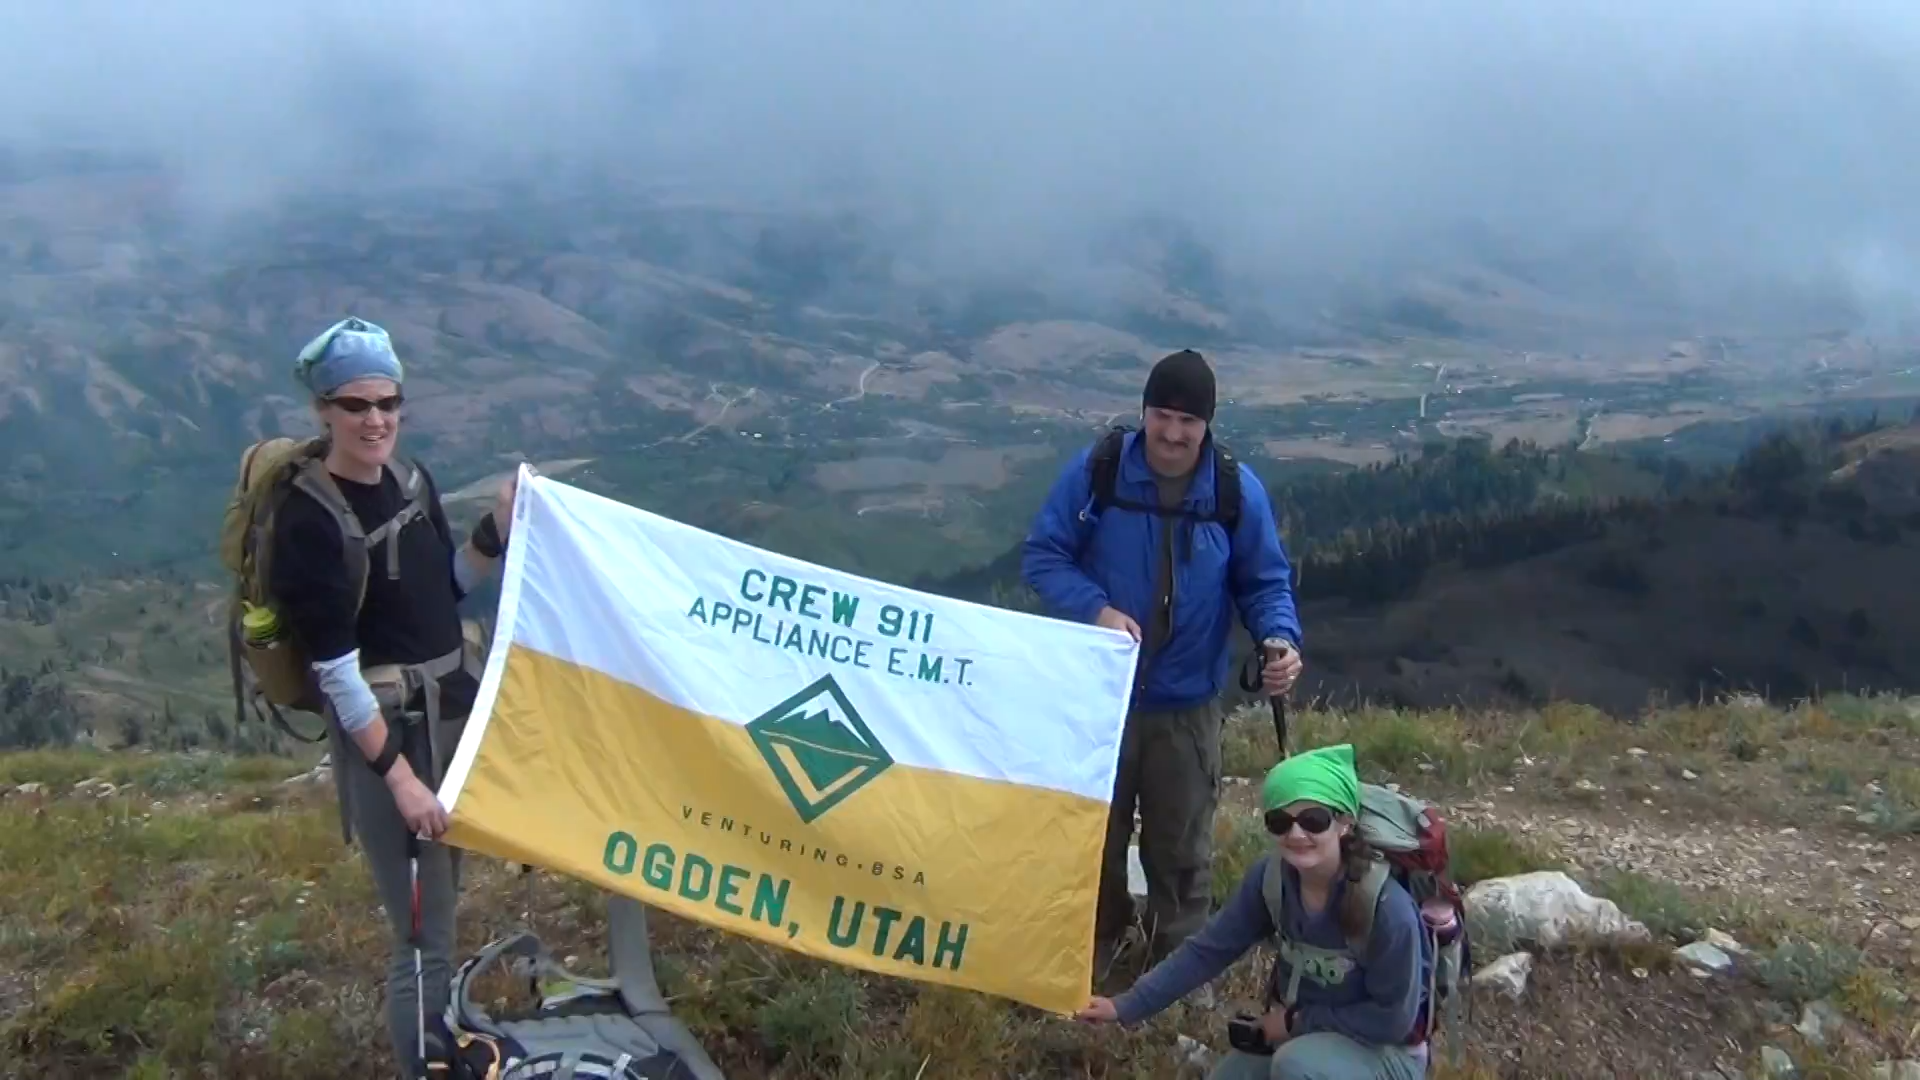 CREW 911
APPLIANCE E.M.T.
VENTURING • BSA
OGDEN, UTAH